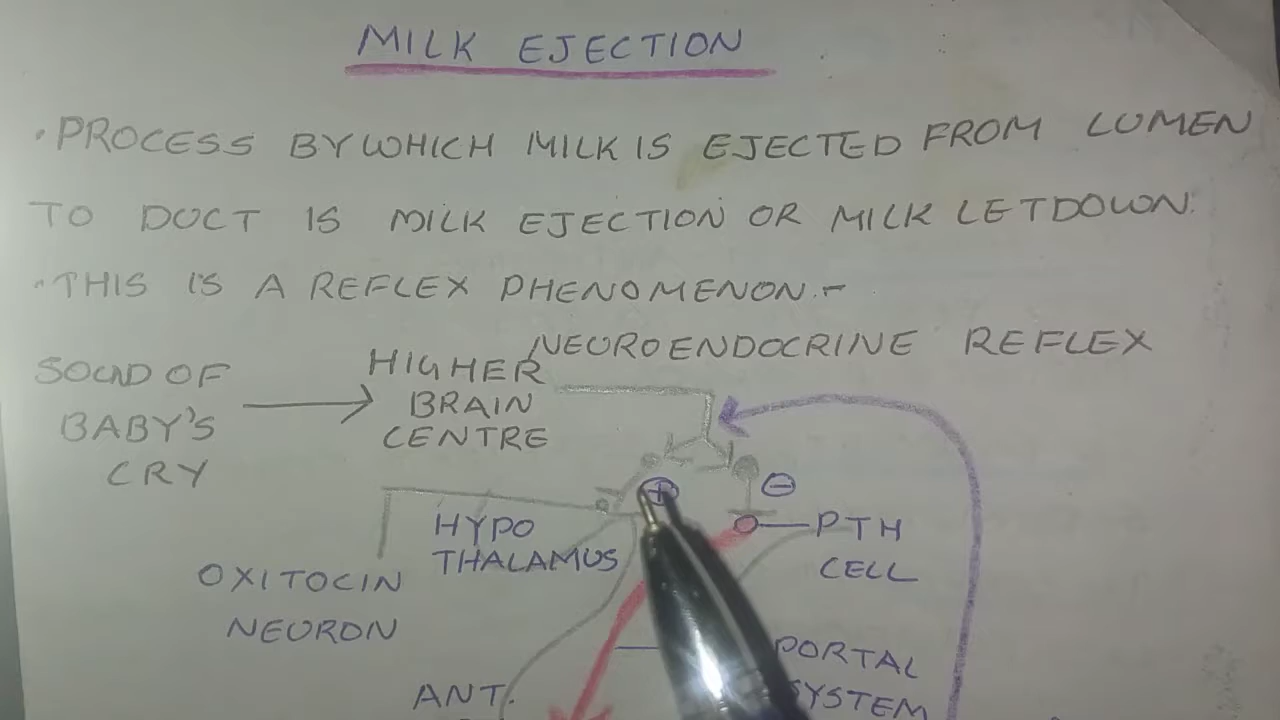 MILK EJECTION
• PROCESS BY WHICH MILK IS EJECTED FROM LUMEN
TO DUCT IS MILK EJECTION OR MILK LETDOWN.
• THIS IS A REFLEX PHENOMENON :-
NEUROENDOCRINE REFLEX
SOUND OF
BABY'S
CRY
HIGHER
BRAIN
CENTRE
+
-
HYPO
THALAMUS
PTH
CELL
OXITOCIN
NEURON
PORTAL
SYSTEM
ANT.